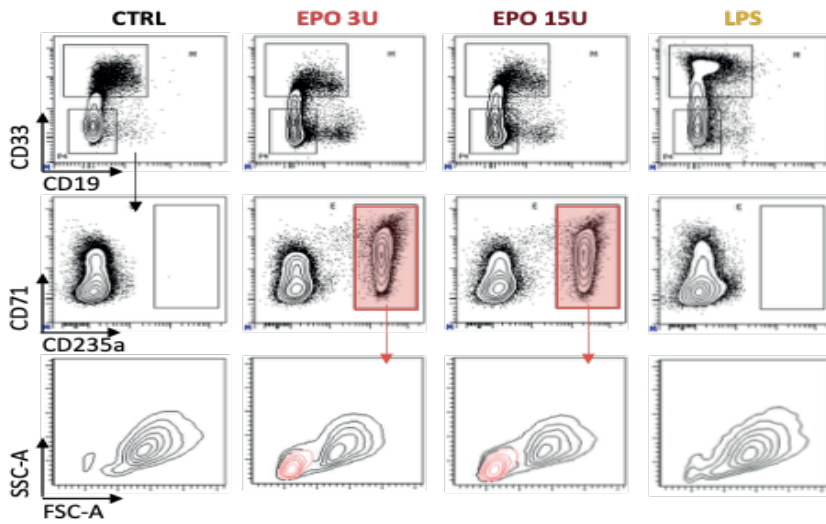 CTRL EPO 3U EPO 15U LPS
CD33
CD19
CD71
CD235a
SSC-A
FSC-A